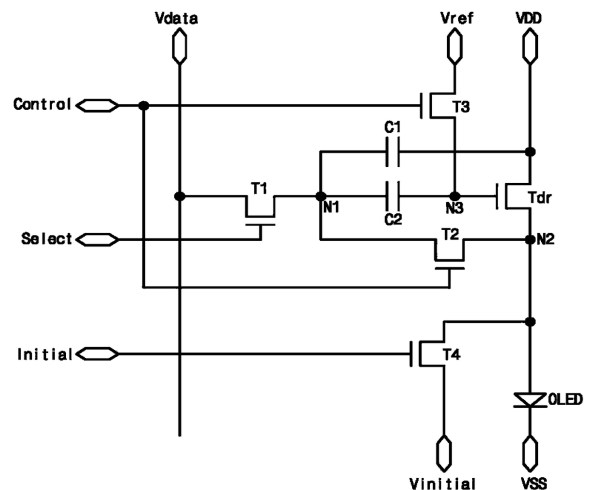 Vdata
Vref
VDD
Control
T3
C1
T1
N1
C2
N3
Tdr
Select
T2
N2
Initial
T4
OLED
Vinitial
VSS